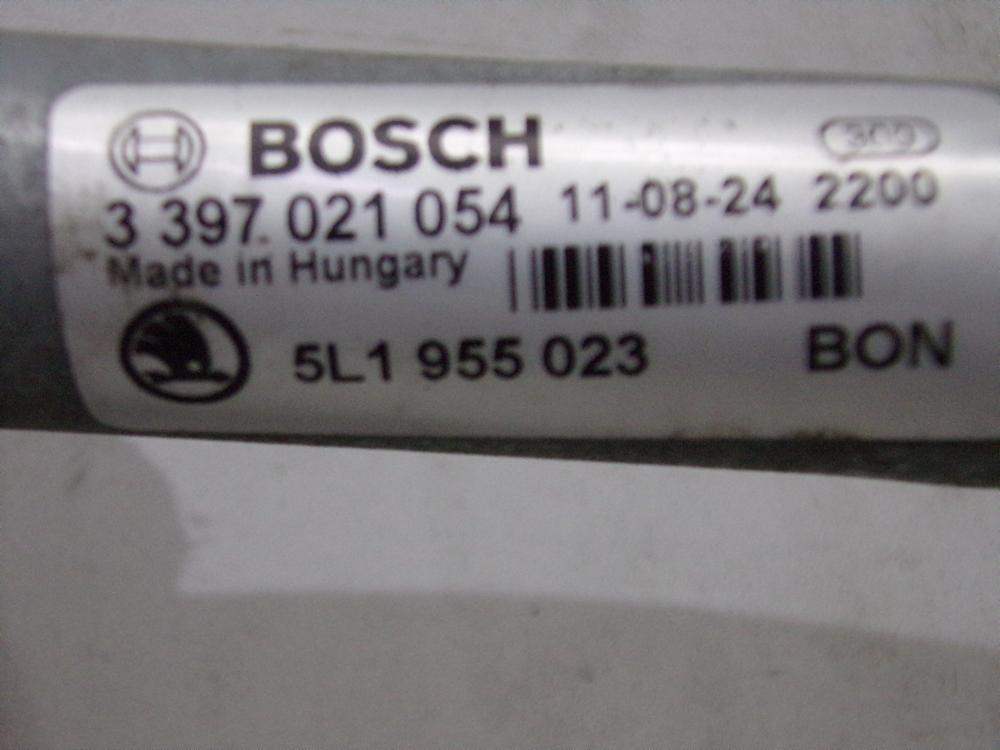 BOSCH
3 397 021 054 11-08-24 2200
Made in Hungary
5L1 955 023 BON